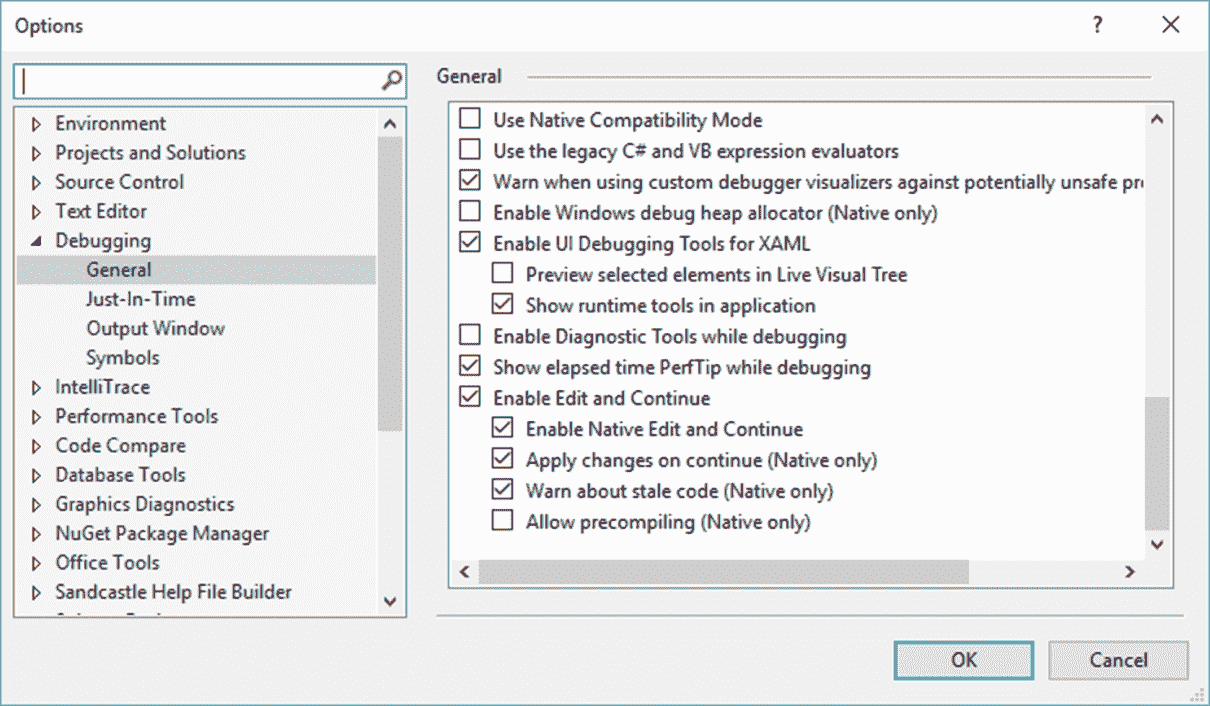 Options
?
General
Environment
Projects and Solutions
Source Control
Text Editor
Debugging
General
Just-In-Time
Output Window
Symbols
IntelliTrace
Performance Tools
Code Compare
Database Tools
Graphics Diagnostics
NuGet Package Manager
Office Tools
Sandcastle Help File Builder
Use Native Compatibility Mode
Use the legacy C# and VB expression evaluators
Warn when using custom debugger visualizers against potentially unsafe pr
Enable Windows debug heap allocator (Native only)
Enable UI Debugging Tools for XAML
Preview selected elements in Live Visual Tree
Show runtime tools in application
Enable Diagnostic Tools while debugging
Show elapsed time PerfTip while debugging
Enable Edit and Continue
Enable Native Edit and Continue
Apply changes on continue (Native only)
Warn about stale code (Native only)
Allow precompiling (Native only)
OK
Cancel